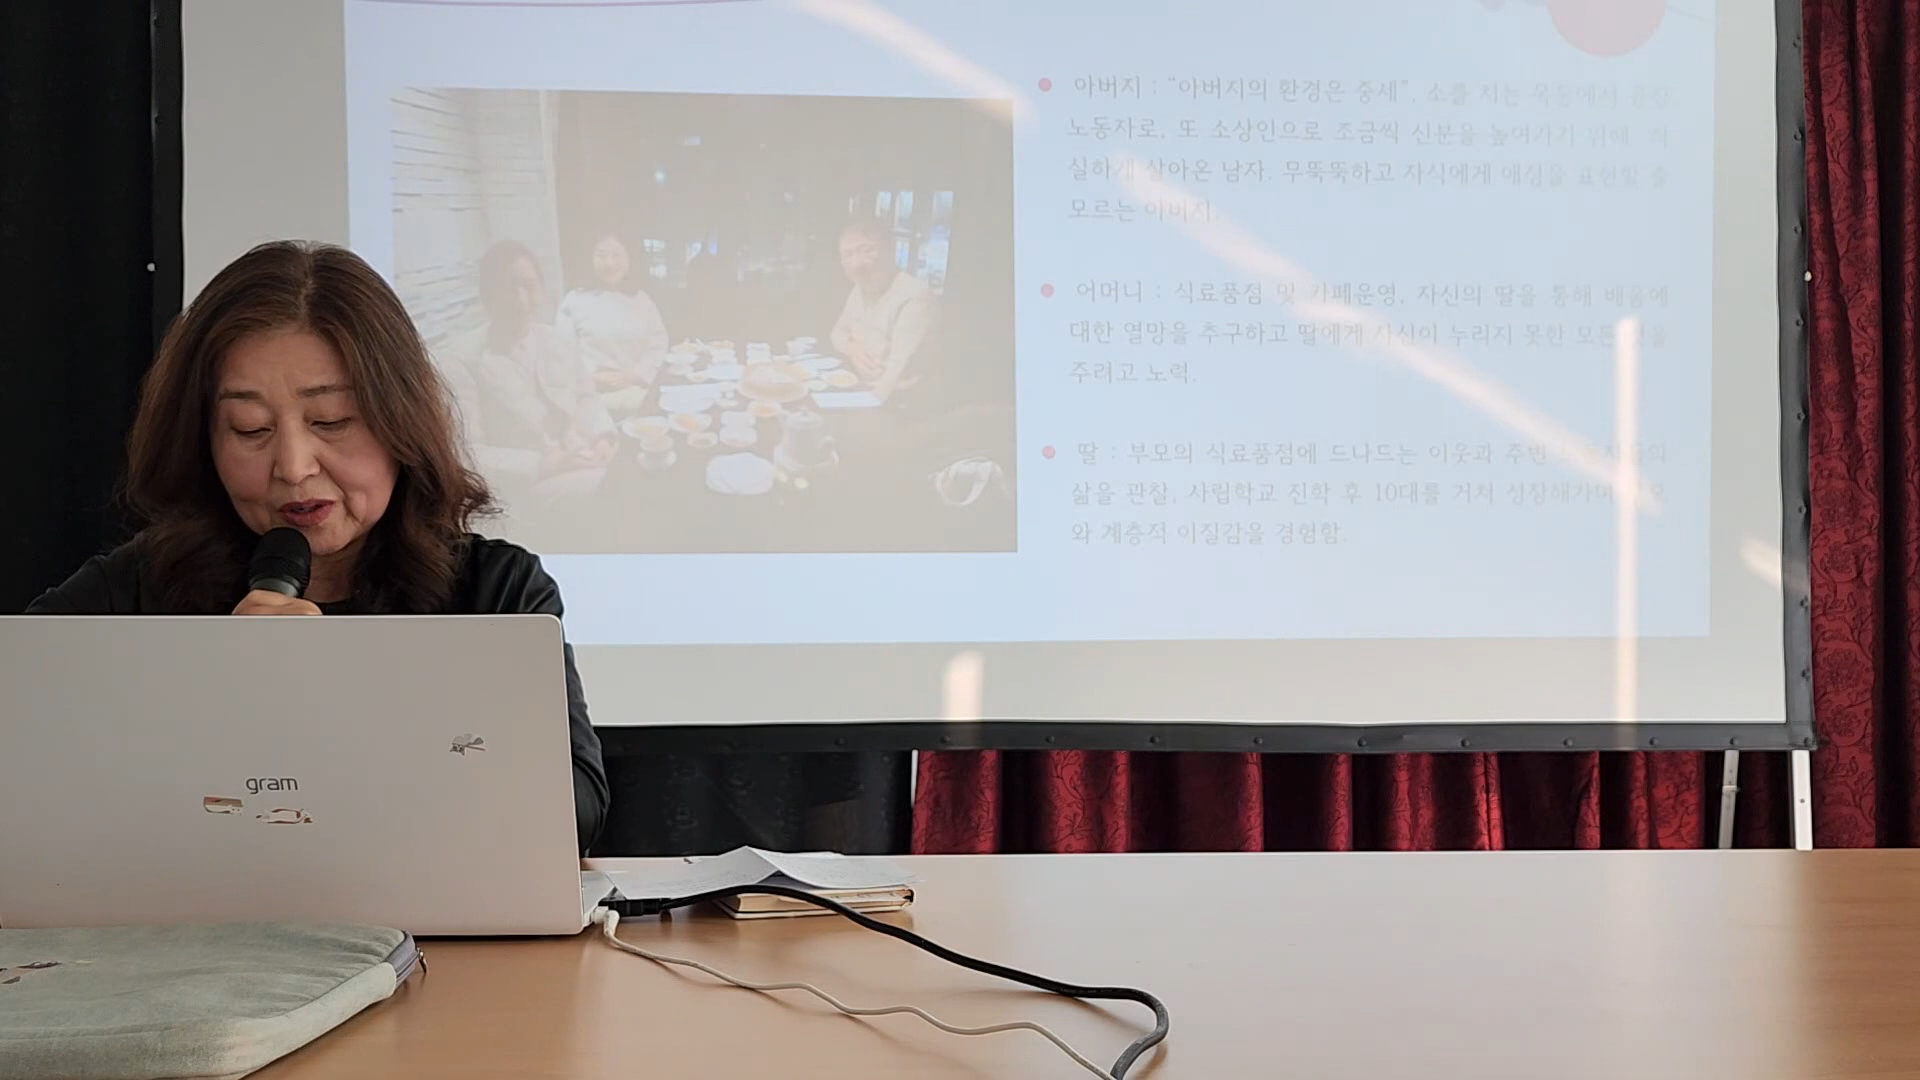 아버지 : "아버지의 환경은 중세", 소를 치는 목동에서 공장
노동자로, 또 소상인으로 조금씩 신분을 높여가기 위해
실하게 살아온 남자. 무뚝뚝하고 자식에게 애정을 표현할 줄
모르는 아버지.
어머니 : 식료품점 및 카페운영, 자신의 딸을 통해 배움에
대한 열망을 추구하고 딸에게 자신이 누리지 못한 모든 것을
주려고 노력.
딸 : 부모의 식료품점에 드나드는 이웃과 주변
삶을 관찰, 사립학교 진학 후 10대를 거쳐 성장해가며
와 계층적 이질감을 경험함.
gram